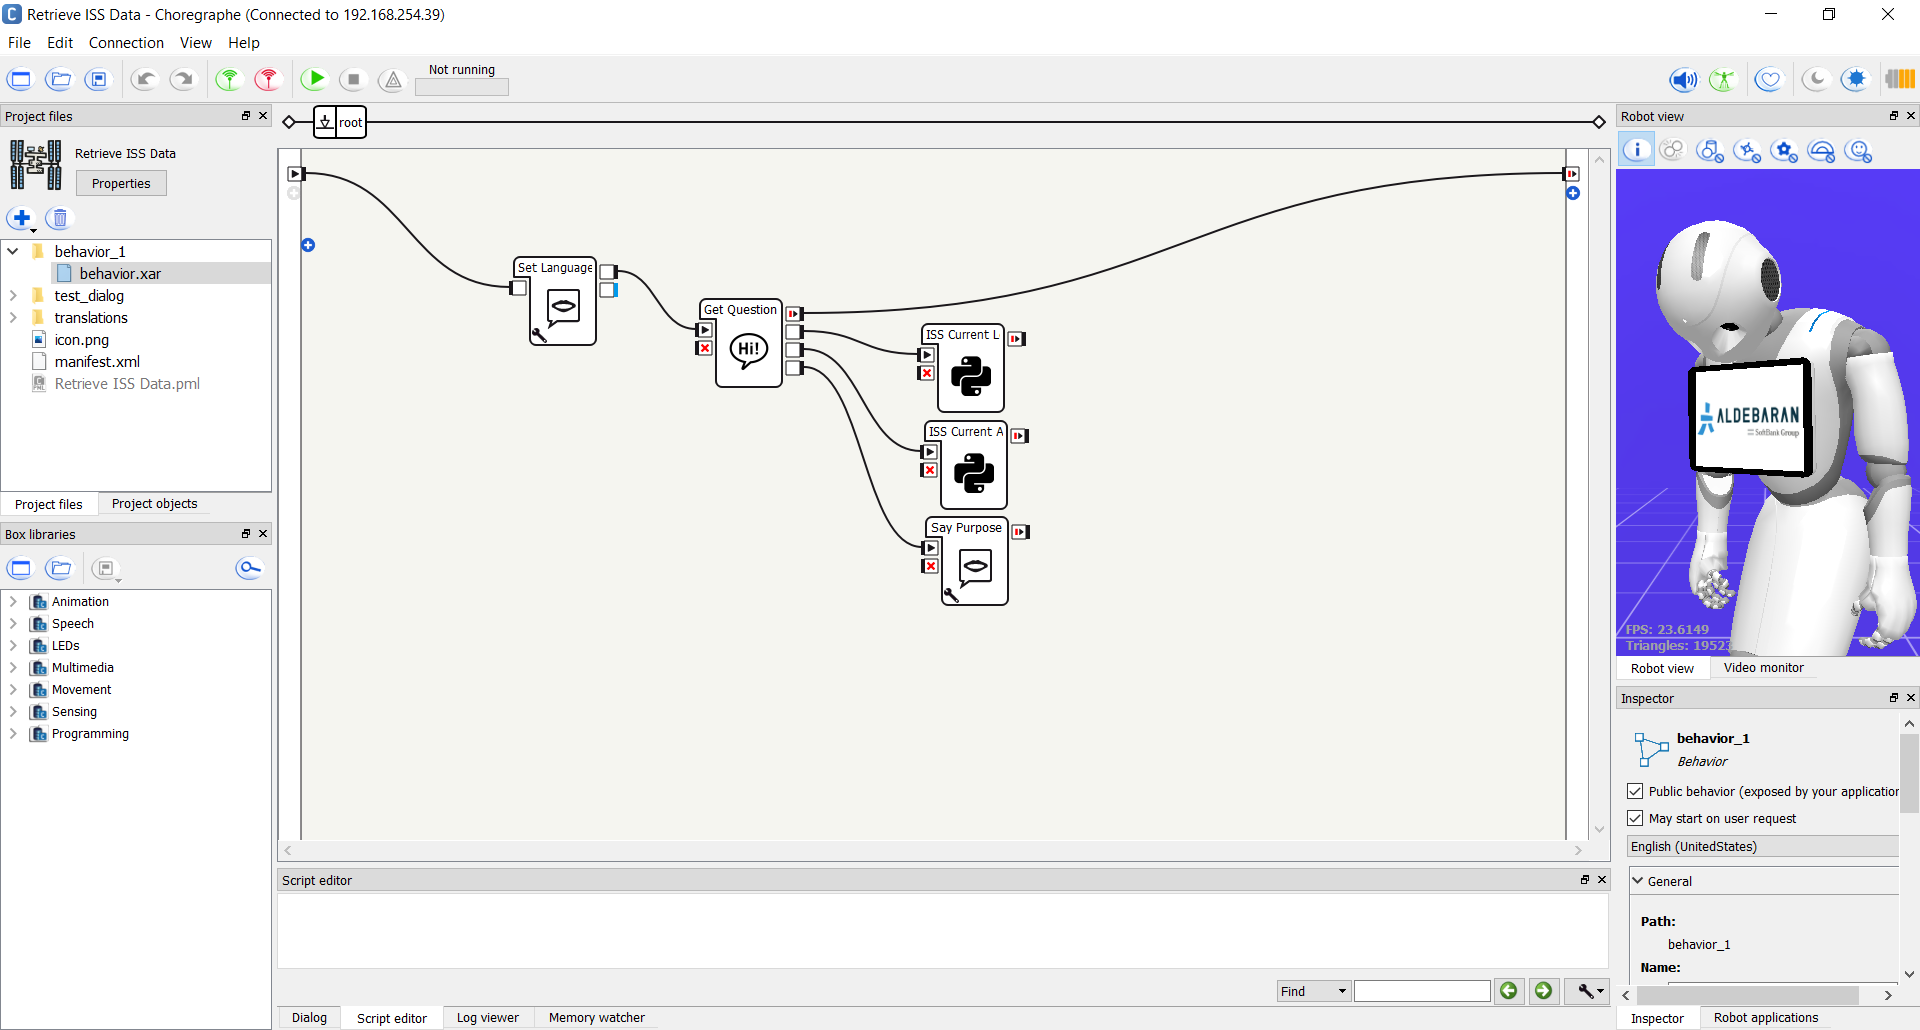 Retrieve ISS Data - Choregraphe (Connected to 192.168.254.39)
File Edit Connection View Help
Not running
Project files
Retrieve ISS Data
Properties
behavior_1
behavior.xar
test_dialog
translations
icon.png
manifest.xml
Retrieve ISS Data.pml
Project files Project objects
Box libraries
Animation
Speech
LEDs
Multimedia
Movement
Sensing
Programming
root
Set Language
Get Question
Hi!
ISS Current L
ISS Current A
Say Purpose
Script editor
Find
Dialog Script editor Log viewer Memory watcher
Robot view
ALDEBARAN
SoftBank Group
FPS: 23.6149
Triangles: 19523
Robot view Video monitor
Inspector
behavior_1
Behavior
Public behavior (exposed by your application
May start on user request
English (UnitedStates)
General
Path:
behavior_1
Name:
Inspector Robot applications